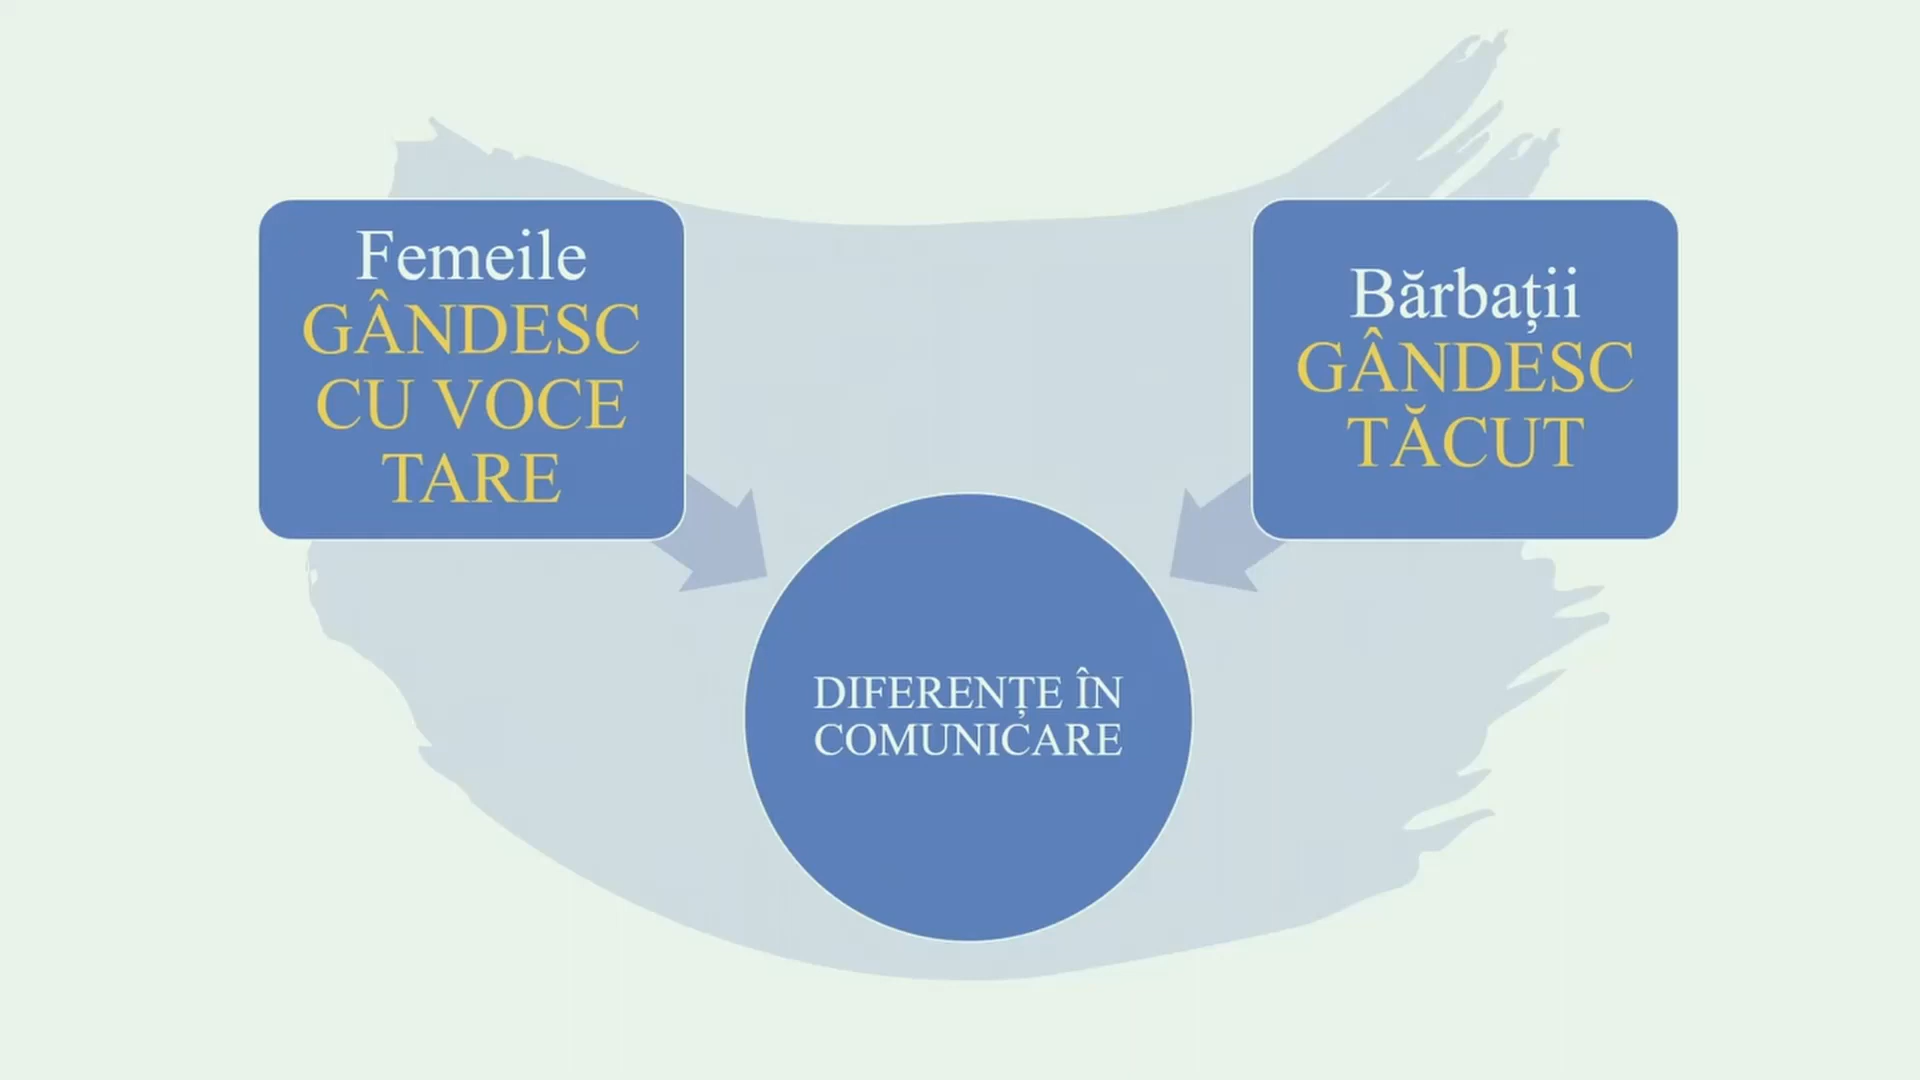 Femeile
GÂNDESC
CU VOCE
TARE
Bărbații
GÂNDESC
TĂCUT
DIFERENȚE ÎN
COMUNICARE